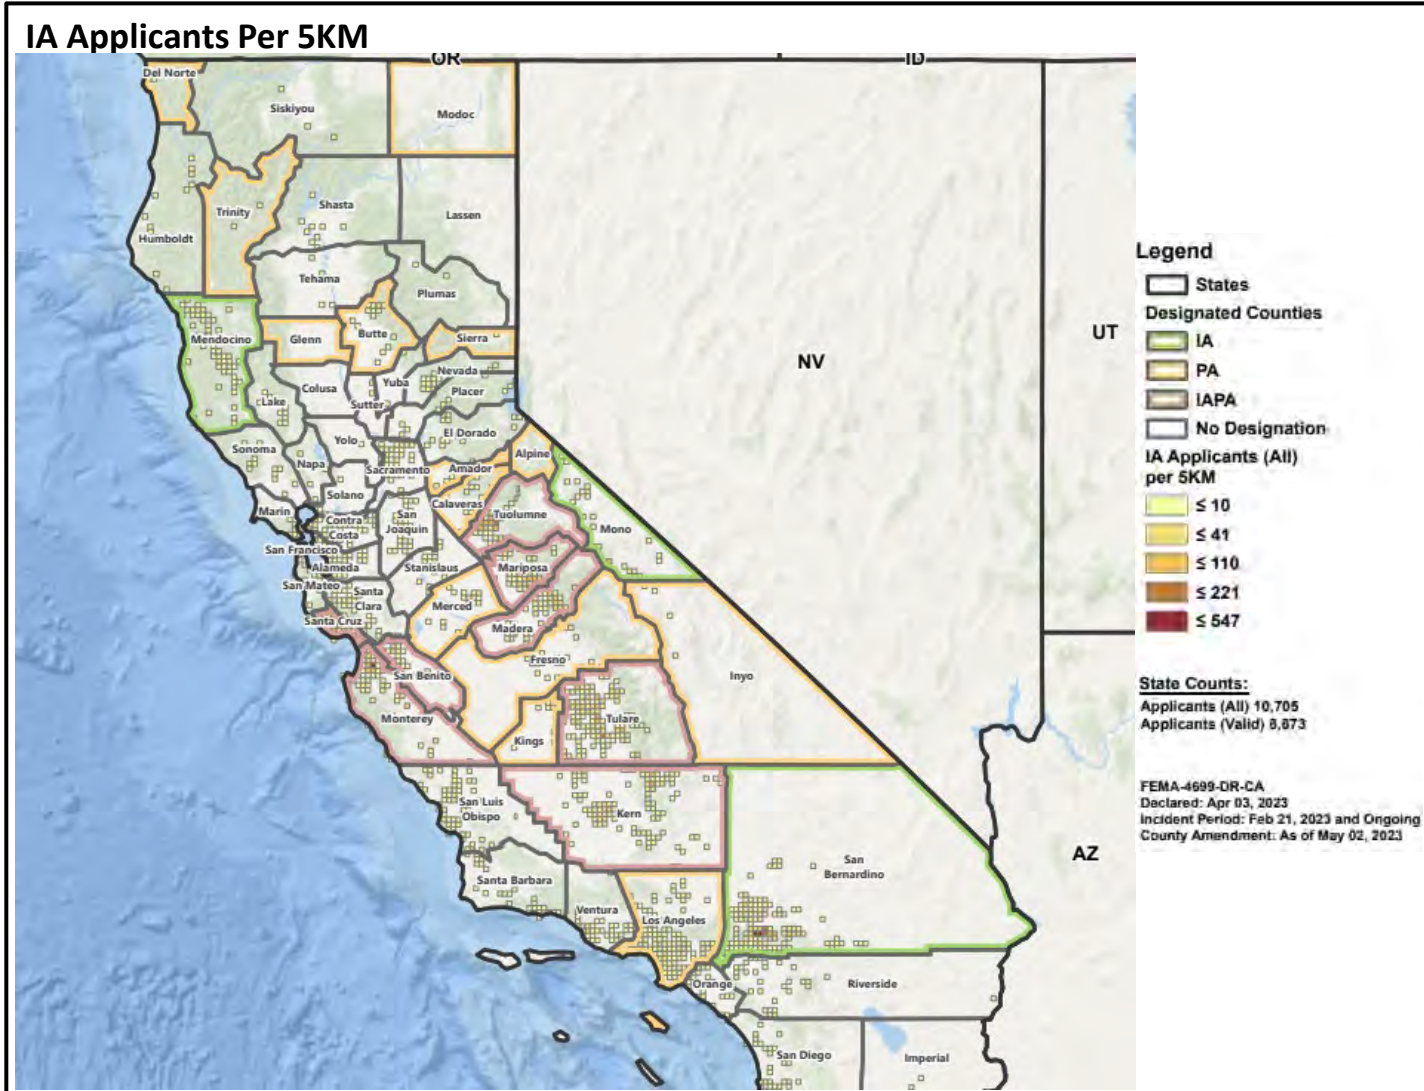 IA Applicants Per 5KM
OR
ID
Del Norte
Siskiyou
Modoc
Trinity
Shasta
Lassen
Humboldt
Tehama
Plumas
Mendocino
Glenn
Butte
Sierra
Nevada
Colusa
Yuba
Placer
Lake
Sutter
El Dorado
Yolo
Sonoma
Napa
Sacramento
Amador
Alpine
Solano
Calaveras
Marin
Contra
Costa
San
Joaquin
Tuolumne
Mono
San Francisco
Alameda
Stanislaus
Mariposa
San Mateo
Santa
Clara
Merced
Santa Cruz
Madera
Fresno
San Benito
Inyo
Monterey
Tulare
Kings
San Luis
Obispo
Kern
San
Bernardino
Santa Barbara
Ventura
Los Angeles
Orange
Riverside
San Diego
Imperial
NV
UT
AZ
Legend
States
Designated Counties
IA
PA
IAPA
No Designation
IA Applicants (All)
per 5KM
≤ 10
≤ 41
≤ 110
≤ 221
≤ 547
State Counts:
Applicants (All) 10,705
Applicants (Valid) 8,873
FEMA-4699-DR-CA
Declared: Apr 03, 2023
Incident Period: Feb 21, 2023 and Ongoing
County Amendment: As of May 02, 2023